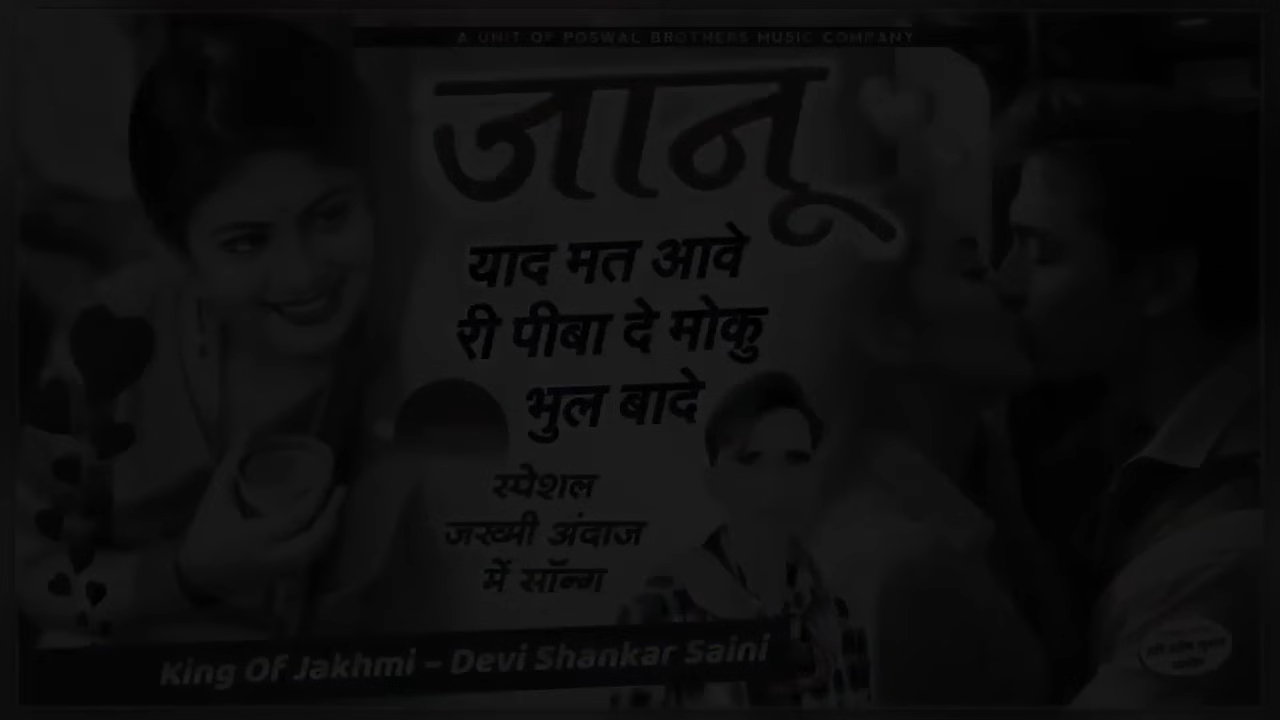 A UNIT OF POSWAL BROTHERS MUSIC COMPANY
जानू
याद मत आवे
री पीबा दे मोकु
भुल बादे
स्पेशल
जख्मी अंदाज
में सॉन्ग
King Of Jakhmi – Devi Shankar Saini